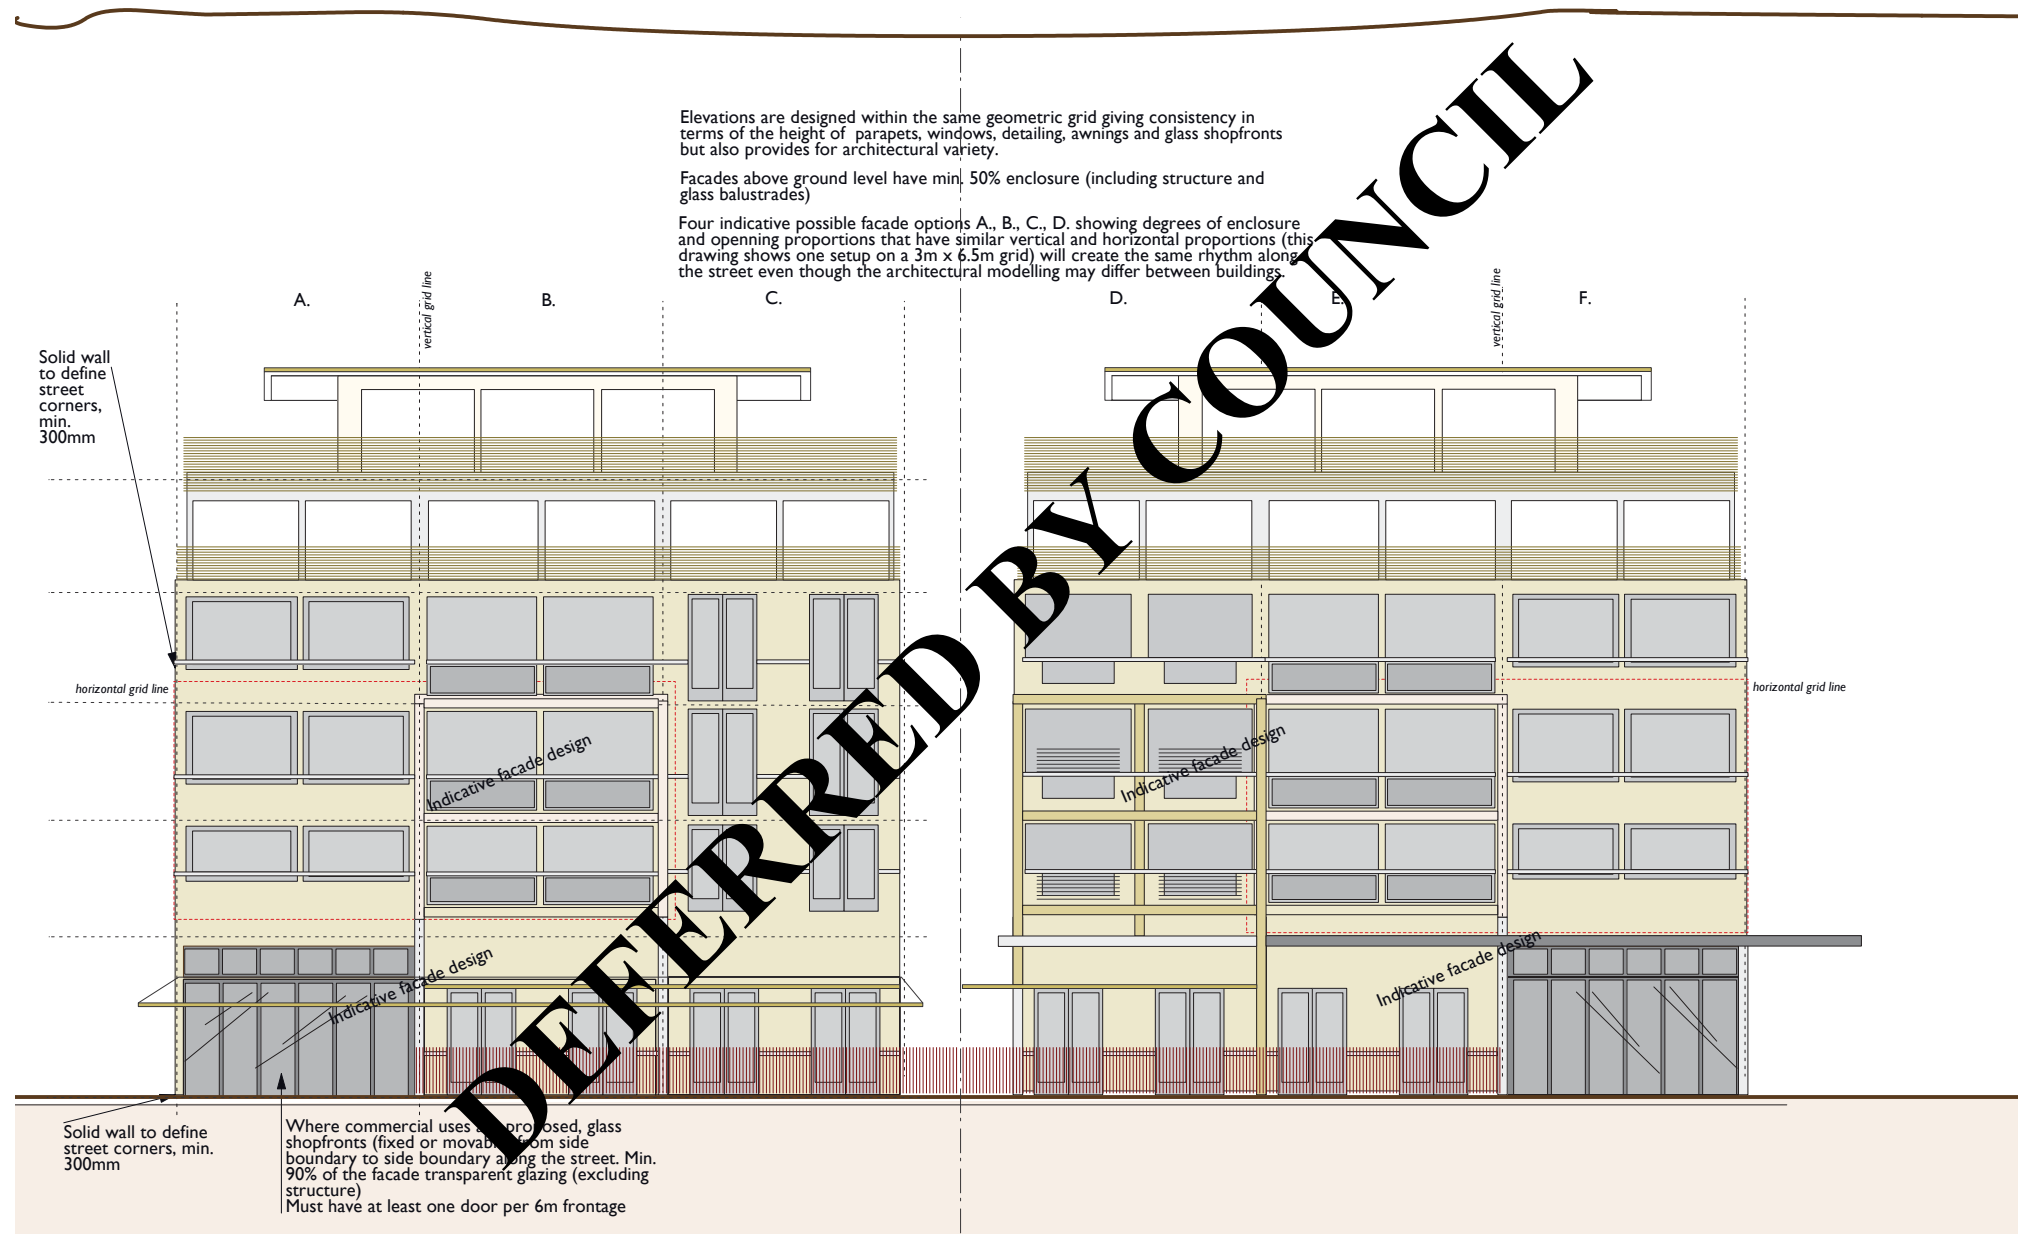 Elevations are designed within the same geometric grid giving consistency in
terms of the height of parapets, windows, detailing, awnings and glass shopfronts
but also provides for architectural variety.
Facades above ground level have min. 50% enclosure (including structure and
glass balustrades)
Four indicative possible facade options A., B., C., D. showing degrees of enclosure
and openning proportions that have similar vertical and horizontal proportions (this
drawing shows one setup on a 3m x 6.5m grid) will create the same rhythm along
the street even though the architectural modelling may differ between buildings.
A.
vertical grid line
B.
C.
D.
E.
vertical grid line
F.
Solid wall
to define
street
corners,
min.
300mm
horizontal grid line
horizontal grid line
Indicative facade design
Indicative facade design
Indicative facade design
Indicative facade design
DEFERRED BY COUNCIL
Solid wall to define
street corners, min.
300mm
Where commercial uses proposed, glass
shopfronts (fixed or from side
boundary to side boundary along the street. Min.
90% of the facade transparent glazing (excluding
structure)
Must have at least one door per 6m frontage